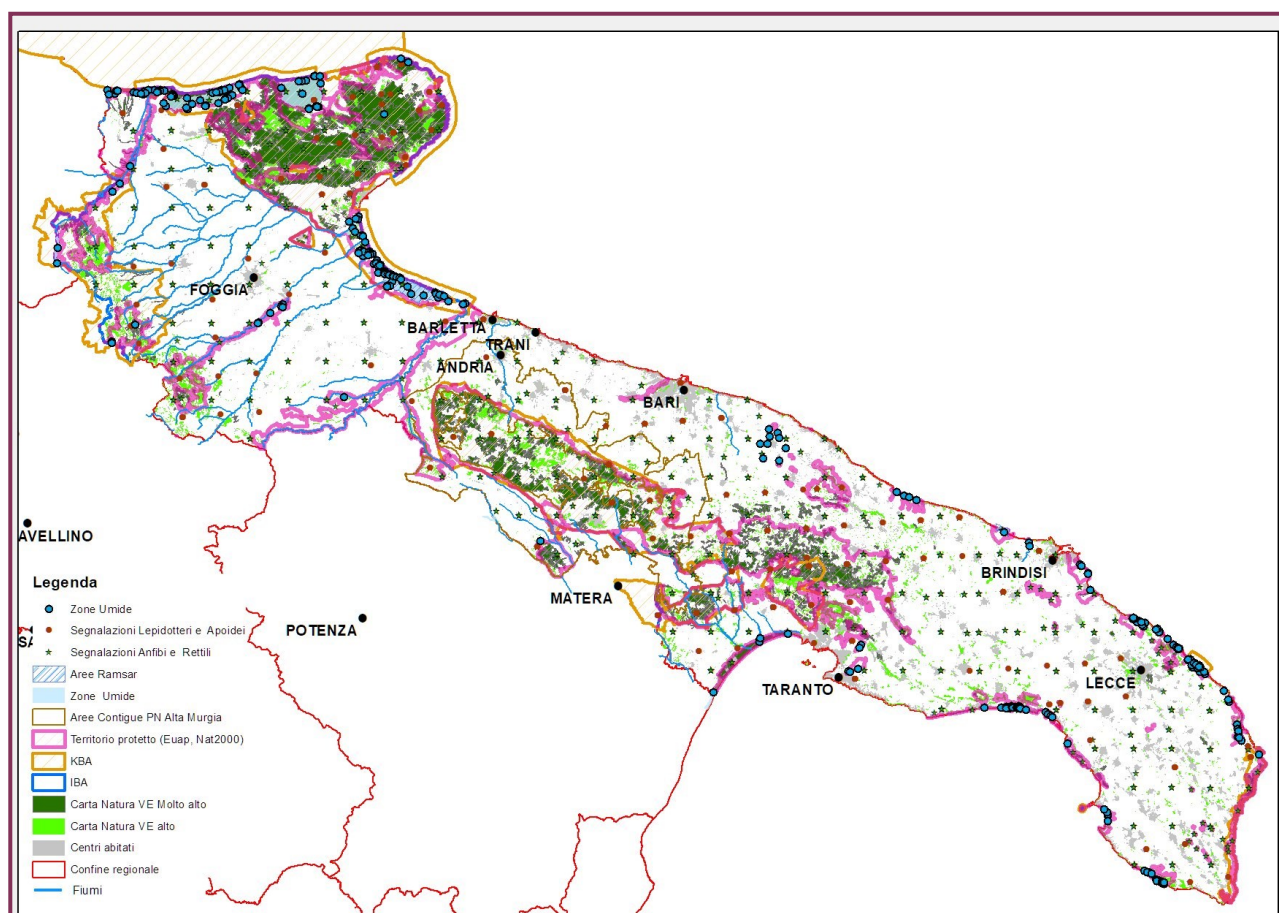 FOGGIA
BARLETTA
TRANI
ANDRIA
BARI
AVELLINO
BRINDISI
MATERA
POTENZA
LECCE
TARANTO
Legenda
Zone Umide
Segnalazioni Lepidotteri e Apoidei
Segnalazioni Anfibi e Rettili
Aree Ramsar
Zone Umide
Aree Contigue PN Alta Murgia
Territorio protetto (Euap, Nat2000)
KBA
IBA
Carta Natura VE Molto alto
Carta Natura VE alto
Centri abitati
Confine regionale
Fiumi